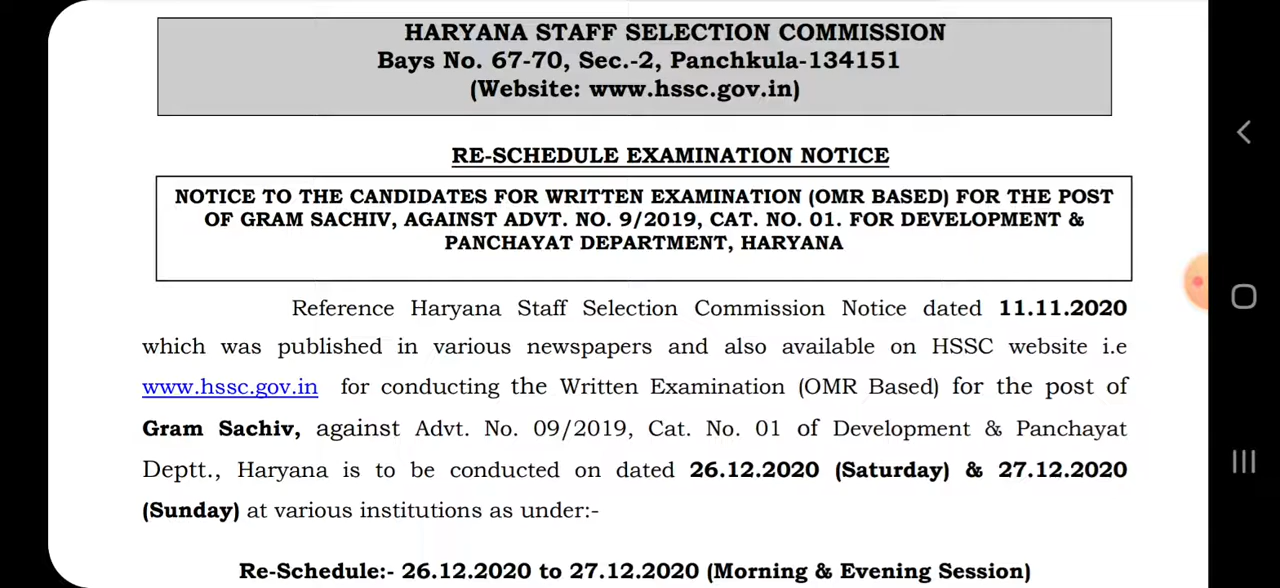 HARYANA STAFF SELECTION COMMISSION
Bays No. 67-70, Sec.-2, Panchkula-134151
(Website: www.hssc.gov.in)
RE-SCHEDULE EXAMINATION NOTICE
NOTICE TO THE CANDIDATES FOR WRITTEN EXAMINATION (OMR BASED) FOR THE POST
OF GRAM SACHIV, AGAINST ADVT. NO. 9/2019, CAT. NO. 01. FOR DEVELOPMENT &
PANCHAYAT DEPARTMENT, HARYANA
Reference Haryana Staff Selection Commission Notice dated 11.11.2020
which was published in various newspapers and also available on HSSC website i.e
www.hssc.gov.in for conducting the Written Examination (OMR Based) for the post of
Gram Sachiv, against Advt. No. 09/2019, Cat. No. 01 of Development & Panchayat
Deptt., Haryana is to be conducted on dated 26.12.2020 (Saturday) & 27.12.2020
(Sunday) at various institutions as under:-
Re-Schedule:- 26.12.2020 to 27.12.2020 (Morning & Evening Session)